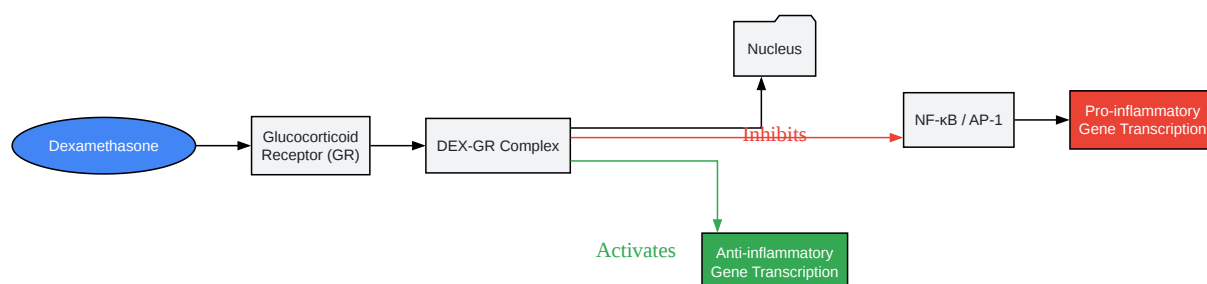 Dexamethasone
Glucocorticoid
Receptor (GR)
DEX-GR Complex
Nucleus
Inhibits
NF-κB / AP-1
Pro-inflammatory
Gene Transcription
Activates
Anti-inflammatory
Gene Transcription